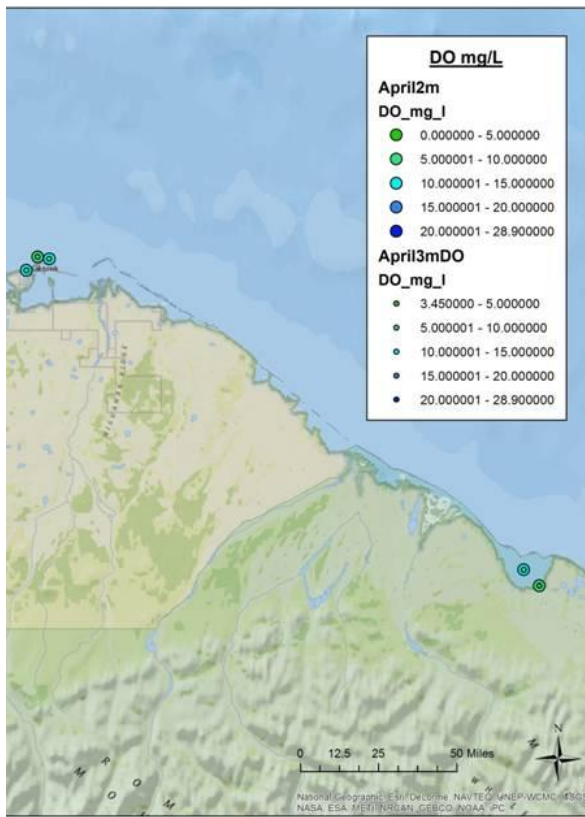 DO mg/L
April2m
DO_mg_l
0.000000 - 5.000000
5.000001 - 10.000000
10.000001 - 15.000000
15.000001 - 20.000000
20.000001 - 28.900000
April3mDO
DO_mg_l
3.450000 - 5.000000
5.000001 - 10.000000
10.000001 - 15.000000
15.000001 - 20.000000
20.000001 - 28.900000
0 12.5 25 50 Miles
N
R O M
M O
M
W H
National Geographic Esri Delorme NAVTEQ UNEP-WCMC USGS
NASA ESA METI NRCAN GEBCO NOAA iPC